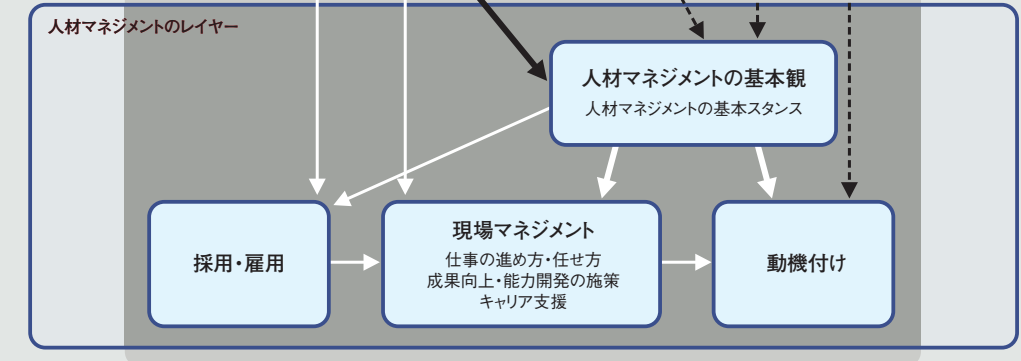 人材マネジメントのレイヤー
人材マネジメントの基本観
人材マネジメントの基本スタンス
採用・雇用
現場マネジメント
仕事の進め方・任せ方
成果向上・能力開発の施策
キャリア支援
動機付け